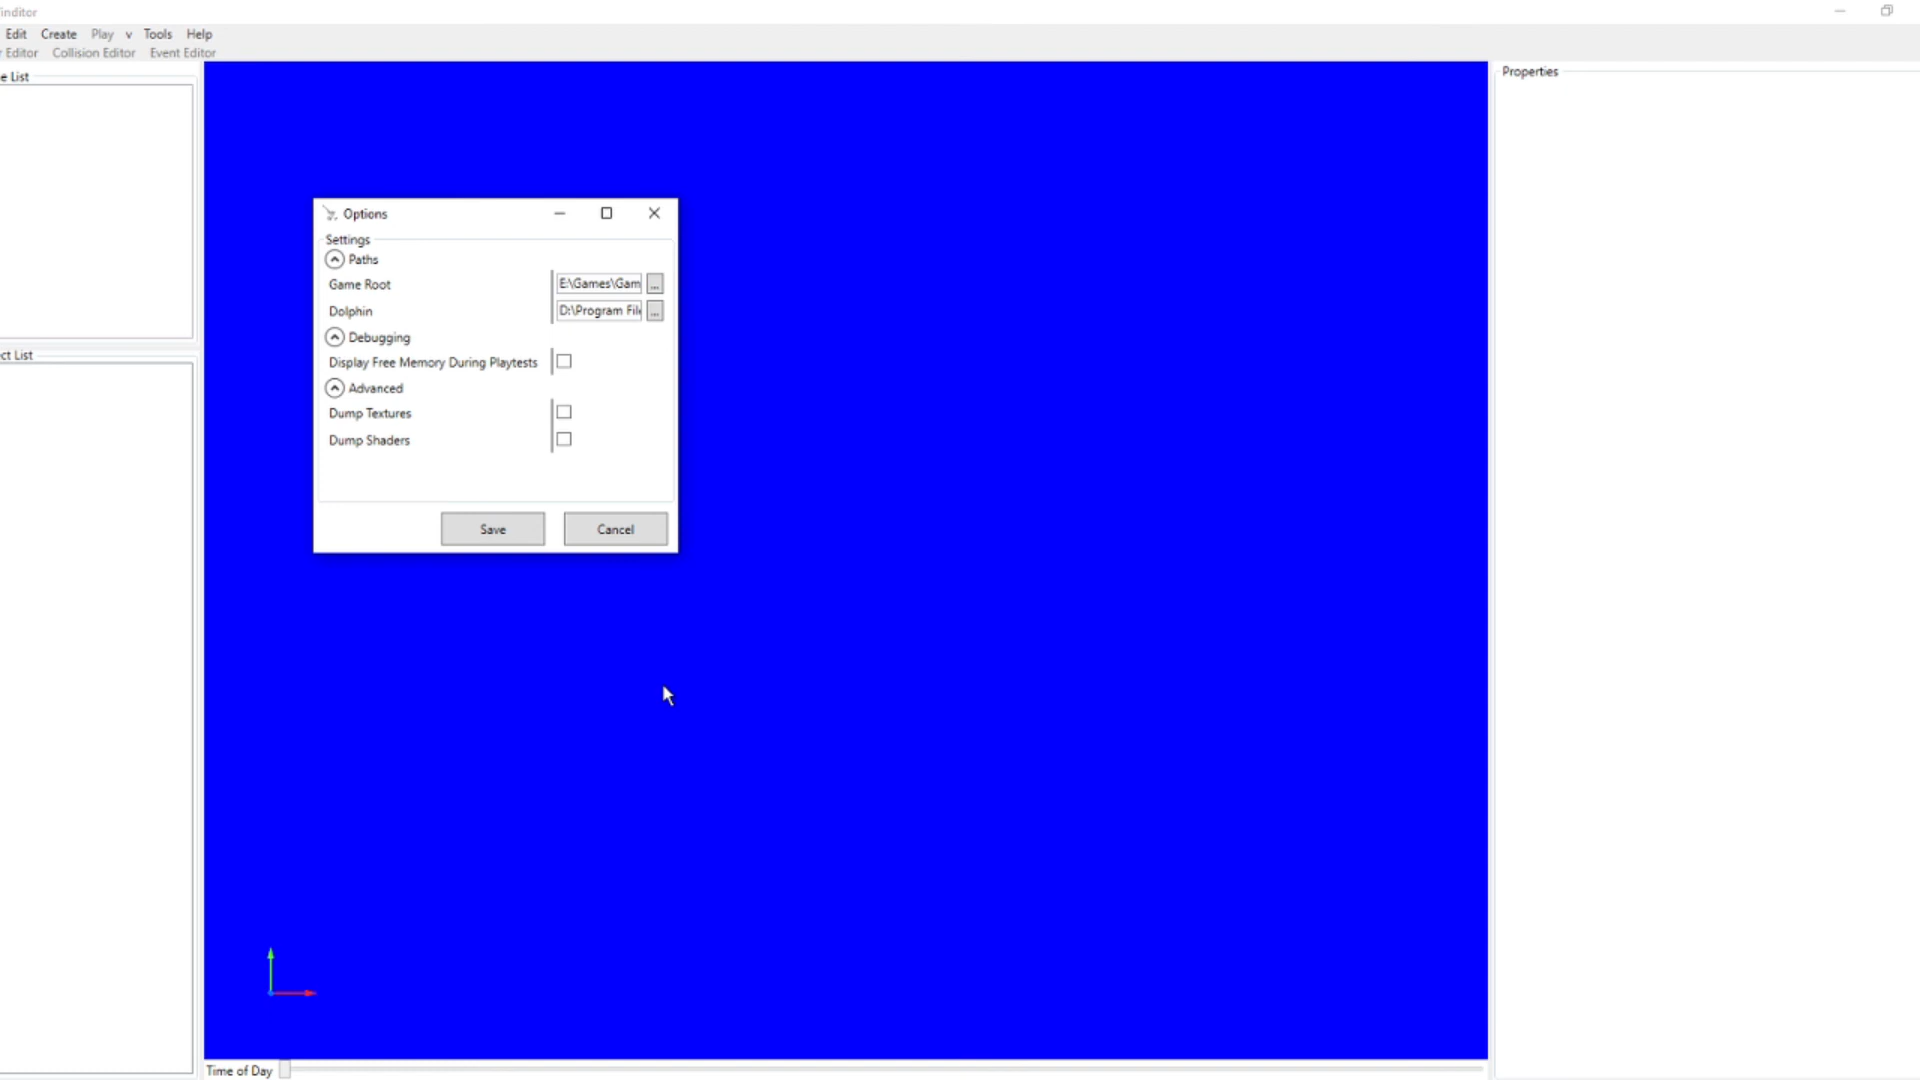 inditor
Edit Create Play v Tools Help
r Editor Collision Editor Event Editor
e List
Properties
Options
Settings
Paths
Game Root E:\Games\Gam ...
Dolphin D:\Program File ...
Debugging
Display Free Memory During Playtests
Advanced
Dump Textures
Dump Shaders
Save Cancel
ct List
Time of Day